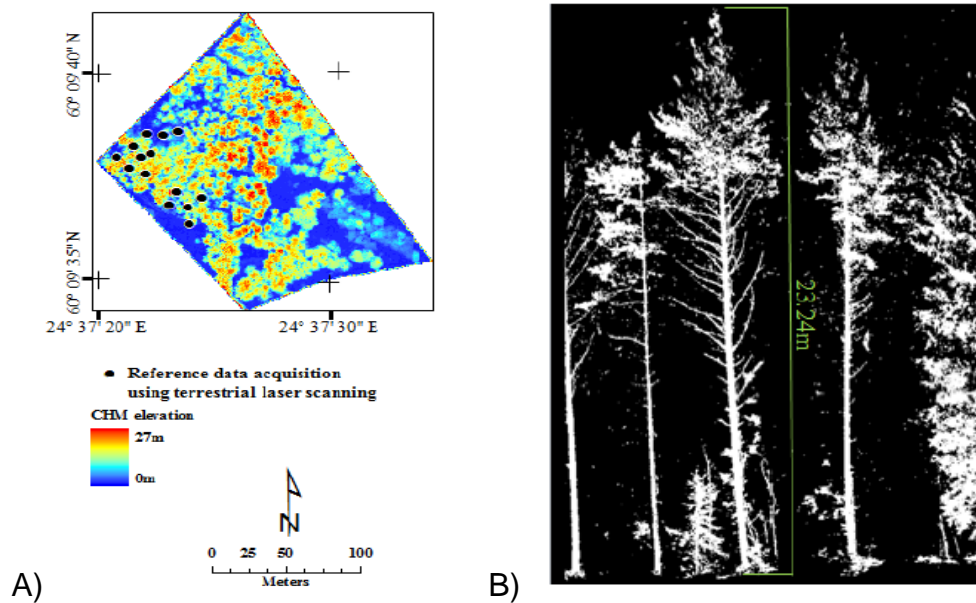 60° 09' 40" N
60° 09' 35" N
24° 37' 20" E
24° 37' 30" E
Reference data acquisition
using terrestrial laser scanning
CHM elevation
27m
0m
N
0 25 50 100
Meters
A)
23.24m
B)